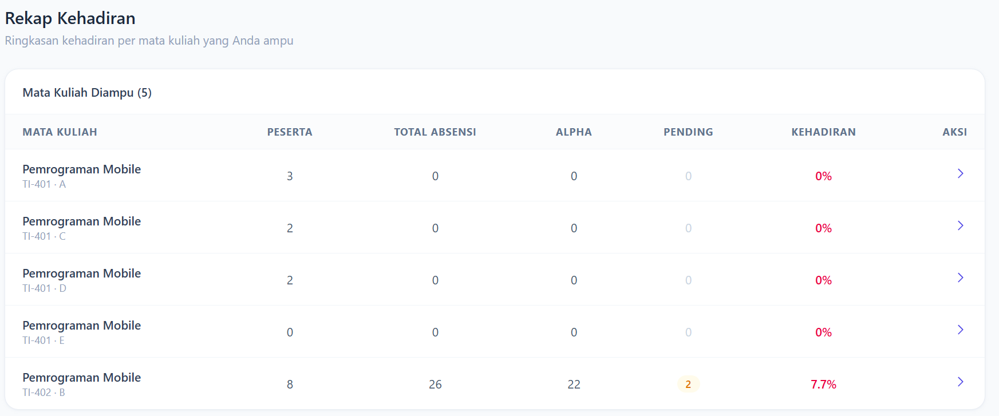 Rekap Kehadiran
Ringkasan kehadiran per mata kuliah yang Anda ampu
Mata Kuliah Diampu (5)
MATA KULIAH PESERTA TOTAL ABSENSI ALPHA PENDING KEHADIRAN AKSI
Pemrograman Mobile
TI-401 · A
3 0 0 0 0%
Pemrograman Mobile
TI-401 · C
2 0 0 0 0%
Pemrograman Mobile
TI-401 · D
2 0 0 0 0%
Pemrograman Mobile
TI-401 · E
0 0 0 0 0%
Pemrograman Mobile
TI-402 · B
8 26 22 2 7.7%